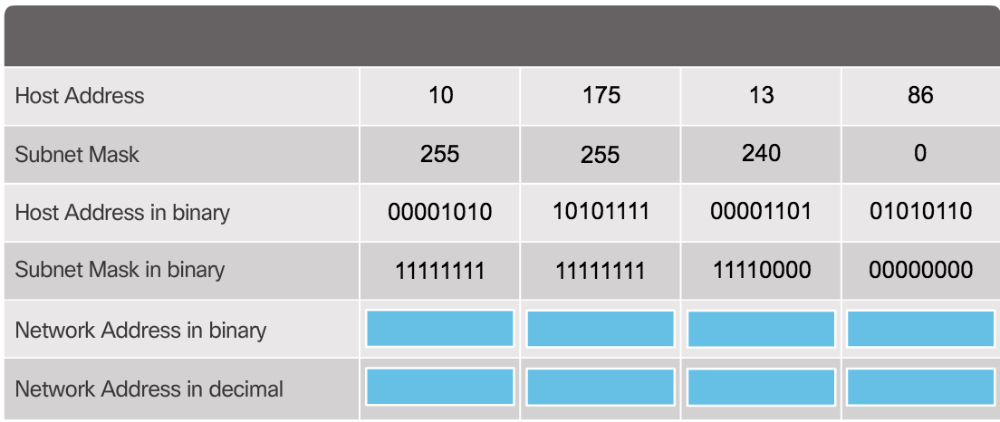 Host Address 10 175 13 86
Subnet Mask 255 255 240 0
Host Address in binary 00001010 10101111 00001101 01010110
Subnet Mask in binary 11111111 11111111 11110000 00000000
Network Address in binary
Network Address in decimal